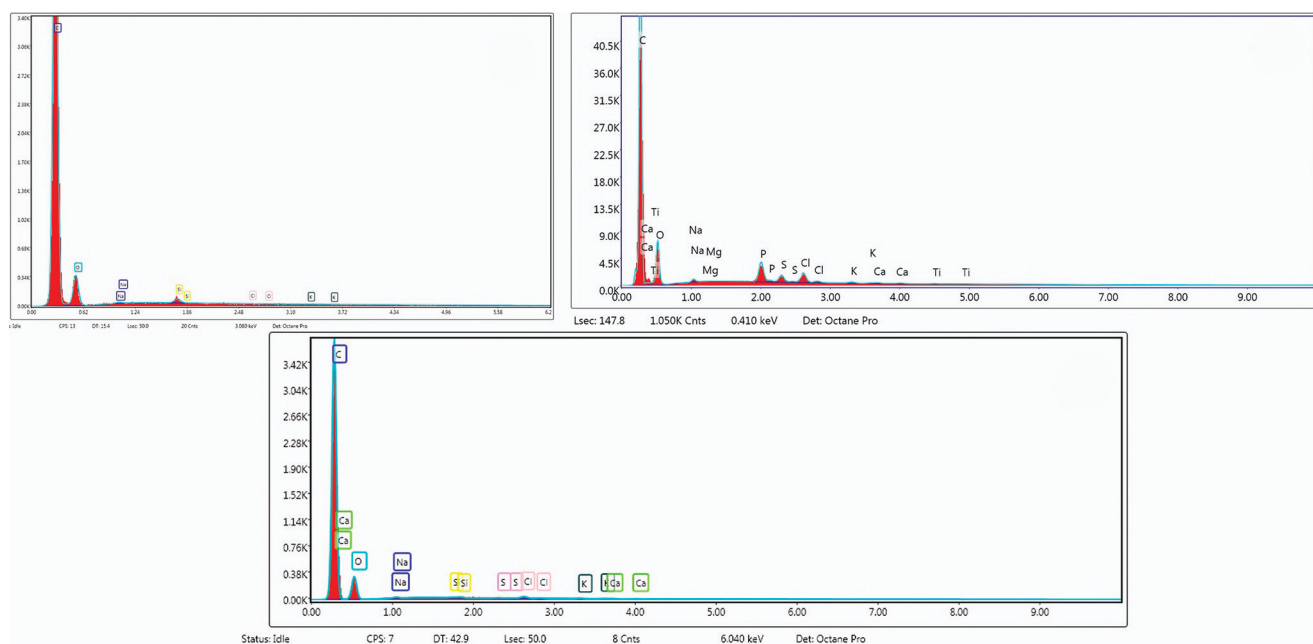 3.40K
3.06K
2.72K
2.38K
2.04K
1.70K
1.36K
1.02K
0.68K
0.34K
0.00K
C
O
Na
Na
Si
Si
Cl
Cl
K
K
0.00 0.62 1.24 1.86 2.48 3.10 3.72 4.34 4.96 5.58 6.2
: Idle CPS: 13 DT: 15.4 Lsec: 50.0 20 Cnts 3.080 keV Det: Octane Pro
40.5K
36.0K
31.5K
27.0K
22.5K
18.0K
13.5K
9.0K
4.5K
0.00K
C
Ti
Ca
O
Ca
Ti
Na
Na Mg
Mg
P
P
S
S
Cl
Cl
K
K
Ca
Ca
Ti
Ti
0.00 1.00 2.00 3.00 4.00 5.00 6.00 7.00 8.00 9.00
Lsec: 147.8 1.050K Cnts 0.410 keV Det: Octane Pro
3.42K
3.04K
2.66K
2.28K
1.90K
1.52K
1.14K
0.76K
0.38K
0.00K
C
Ca
Ca
O
Na
Na
Si
S
S
Cl
Cl
K
Ca
Ca
0.00 1.00 2.00 3.00 4.00 5.00 6.00 7.00 8.00 9.00
Status: Idle CPS: 7 DT: 42.9 Lsec: 50.0 8 Cnts 6.040 keV Det: Octane Pro